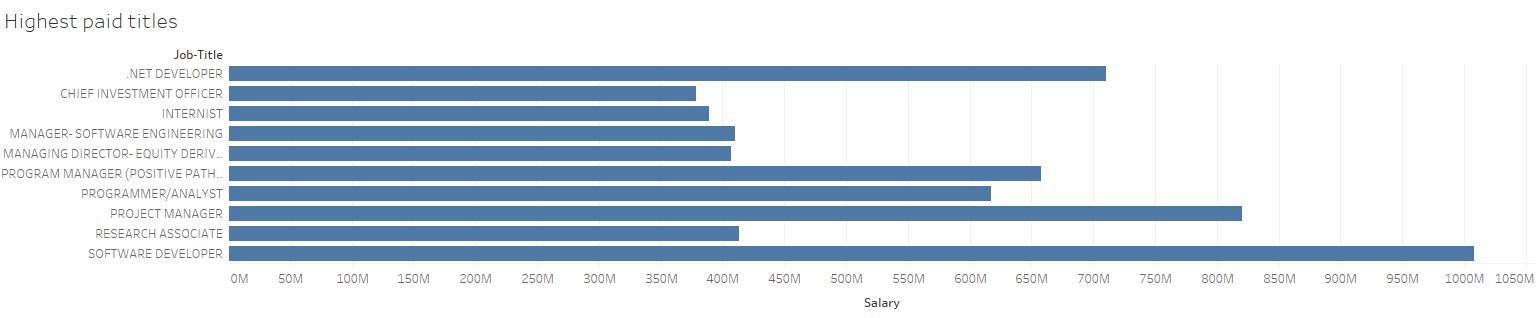 Highest paid titles
Job-Title
.NET DEVELOPER
CHIEF INVESTMENT OFFICER
INTERNIST
MANAGER- SOFTWARE ENGINEERING
MANAGING DIRECTOR- EQUITY DERIV..
PROGRAM MANAGER (POSITIVE PATH..
PROGRAMMER/ANALYST
PROJECT MANAGER
RESEARCH ASSOCIATE
SOFTWARE DEVELOPER
0M 50M 100M 150M 200M 250M 300M 350M 400M 450M 500M 550M 600M 650M 700M 750M 800M 850M 900M 950M 1000M 1050M
Salary